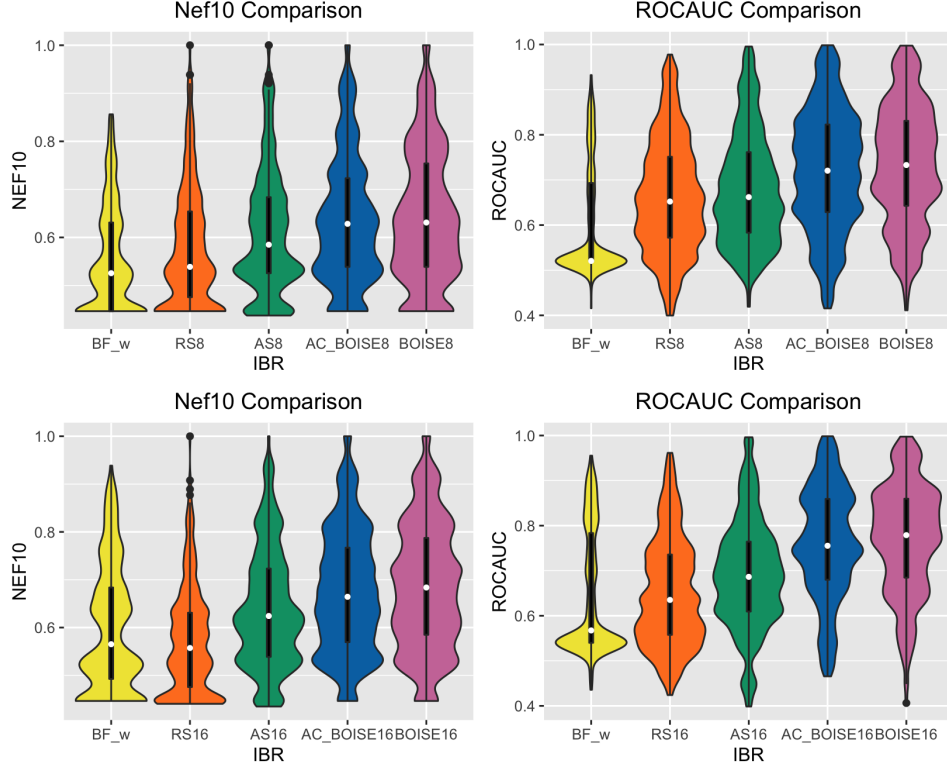 Nef10 Comparison
NEF10
1.0
0.8
0.6
BF_w RS8 AS8 AC_BOISE8 BOISE8
IBR
ROCAUC Comparison
ROCAUC
1.0
0.8
0.6
0.4
BF_w RS8 AS8 AC_BOISE8 BOISE8
IBR
Nef10 Comparison
NEF10
1.0
0.8
0.6
BF_w RS16 AS16 AC_BOISE16 BOISE16
IBR
ROCAUC Comparison
ROCAUC
1.0
0.8
0.6
0.4
BF_w RS16 AS16 AC_BOISE16 BOISE16
IBR